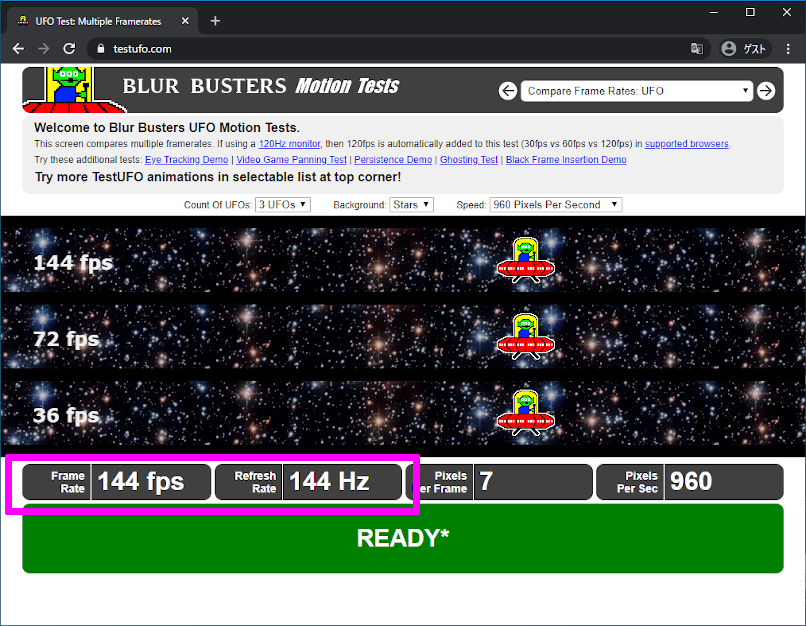 UFO Test: Multiple Framerates
testufo.com
ゲスト
BLUR BUSTERS Motion Tests
Compare Frame Rates: UFO
Welcome to Blur Busters UFO Motion Tests.
This screen compares multiple framerates. If using a 120Hz monitor, then 120fps is automatically added to this test (30fps vs 60fps vs 120fps) in supported browsers.
Try these additional tests: Eye Tracking Demo | Video Game Panning Test | Persistence Demo | Ghosting Test | Black Frame Insertion Demo
Try more TestUFO animations in selectable list at top corner!
Count Of UFOs: 3 UFOs Background: Stars Speed: 960 Pixels Per Second
144 fps
72 fps
36 fps
Frame Rate 144 fps Refresh Rate 144 Hz Pixels Per Frame 7 Pixels Per Sec 960
READY*